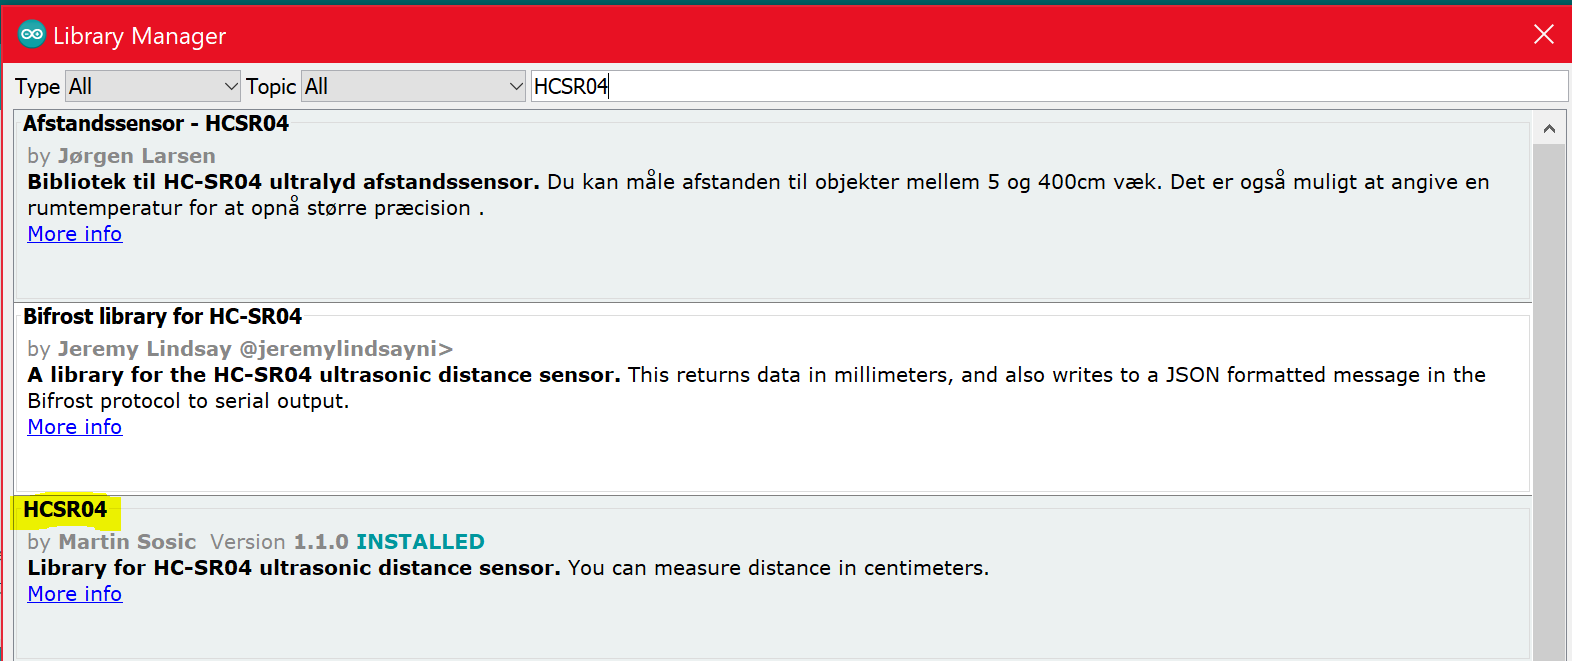 Library Manager
Type All Topic All HCSR04
Afstandssensor - HCSR04
by Jørgen Larsen
Bibliotek til HC-SR04 ultralyd afstandssensor. Du kan måle afstanden til objekter mellem 5 og 400cm væk. Det er også muligt at angive en
rumtemperatur for at opnå større præcision .
More info
Bifrost library for HC-SR04
by Jeremy Lindsay @jeremylindsayni>
A library for the HC-SR04 ultrasonic distance sensor. This returns data in millimeters, and also writes to a JSON formatted message in the
Bifrost protocol to serial output.
More info
HCSR04
by Martin Sosic Version 1.1.0 INSTALLED
Library for HC-SR04 ultrasonic distance sensor. You can measure distance in centimeters.
More info